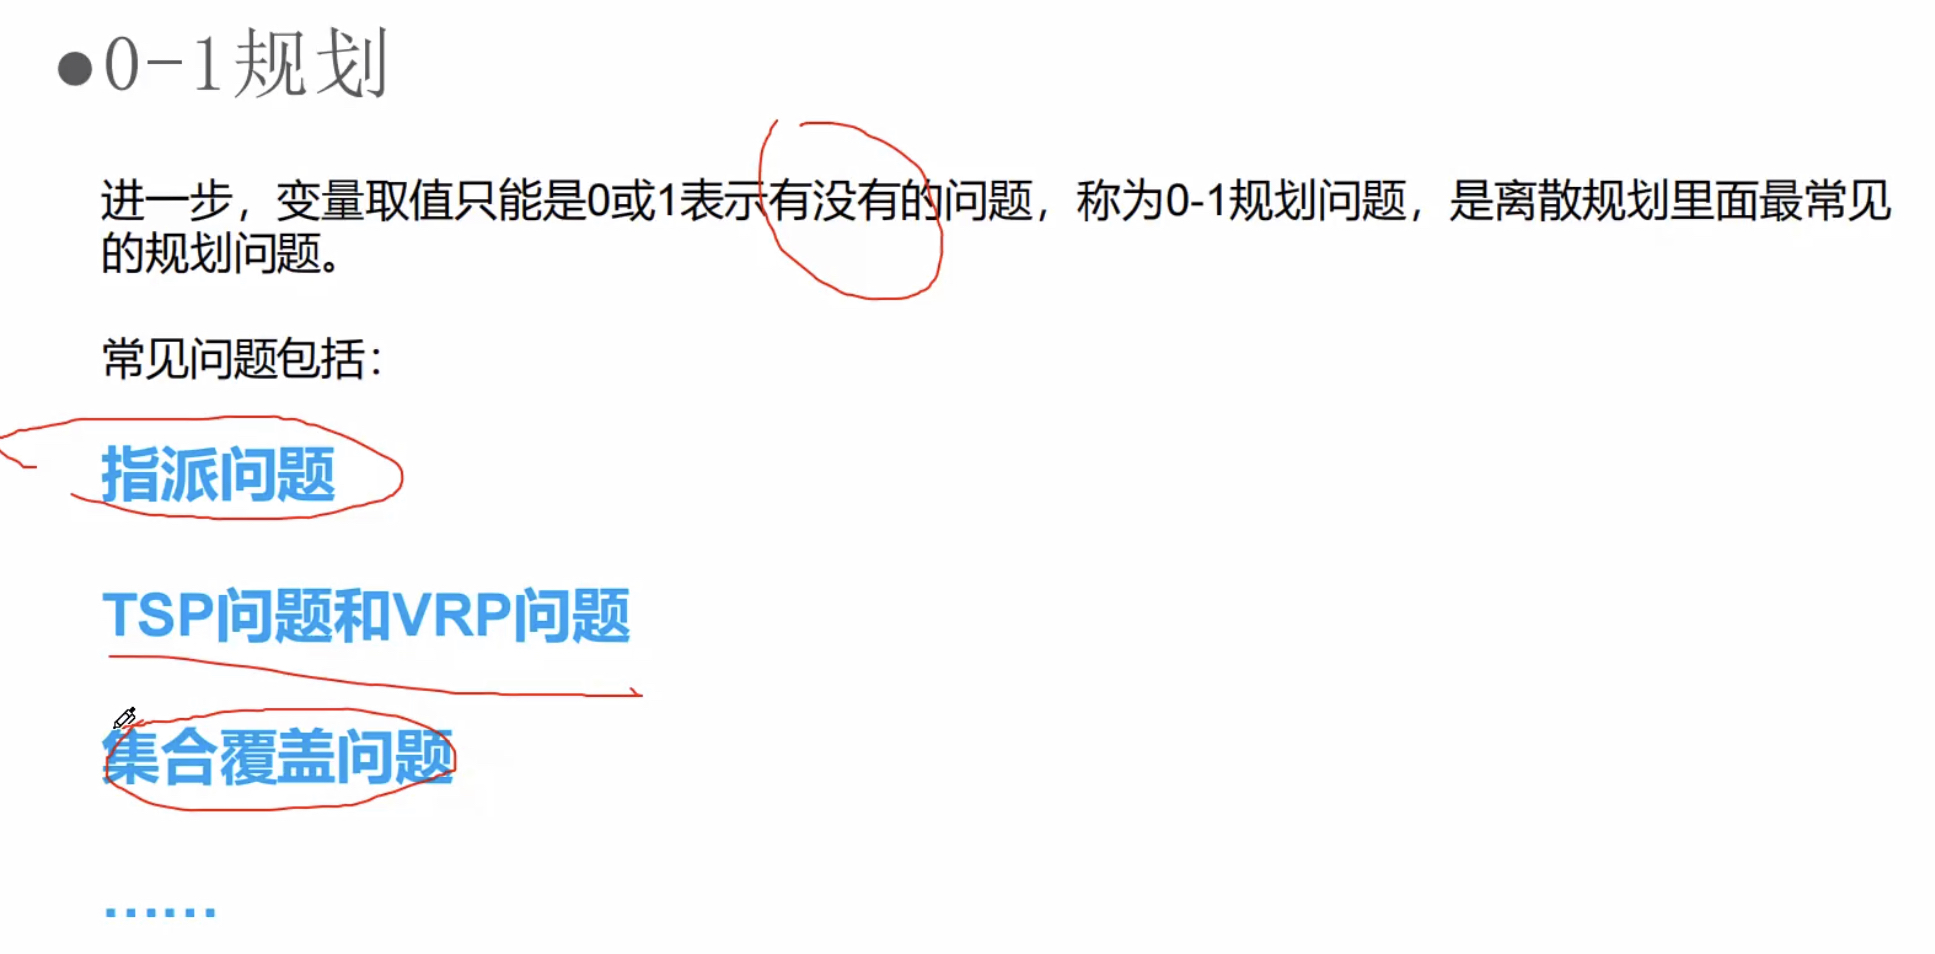 ●0-1规划
进一步，变量取值只能是0或1表示有没有的问题，称为0-1规划问题，是离散规划里面最常见
的规划问题。
常见问题包括：
指派问题
TSP问题和VRP问题
集合覆盖问题
……